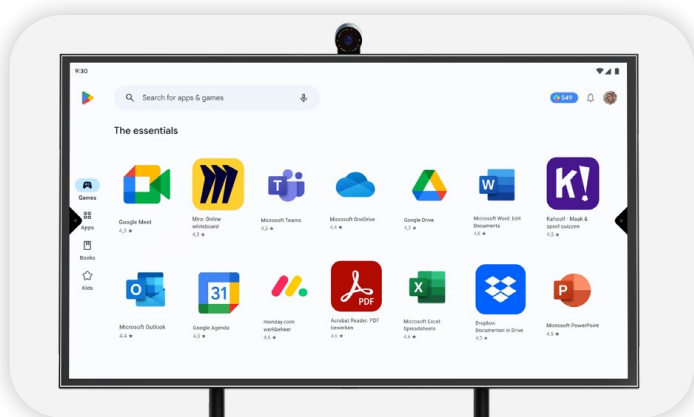 9:30
Search for apps & games
549
The essentials
Games
Apps
Books
Kids
Google Meet
4,3 ★
Miro: Online
whiteboard
4,3 ★
T
Microsoft Teams
4,5 ★
Microsoft OneDrive
4,4 ★
Google Drive
4,3 ★
W
Microsoft Word: Edit
Documents
4,6 ★
K!
Kahoot! - Maak &
speel quizzen
4,5 ★
O
Microsoft Outlook
4,4 ★
31
Google Agenda
4,0 ★
monday.com:
werkbeheer
4,6 ★
PDF
Acrobat Reader: PDF
bewerken
4,6 ★
X
Microsoft Excel:
Spreadsheets
4,6 ★
Dropbox:
Documenten in Drive
4,5 ★
P
Microsoft PowerPoint
4,5 ★